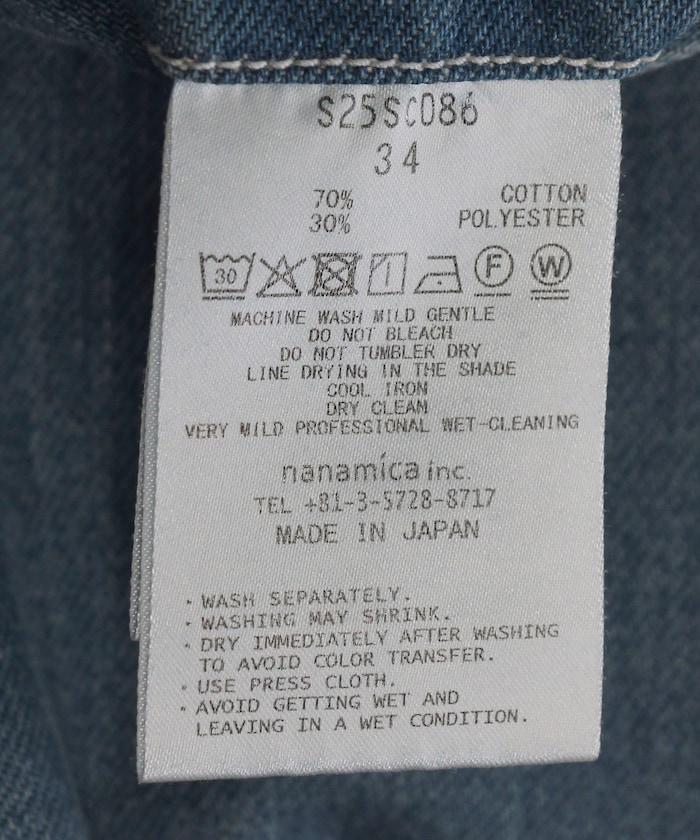 S25SC086
34
70% COTTON
30% POLYESTER
30 F W
MACHINE WASH MILD GENTLE
DO NOT BLEACH
DO NOT TUMBLER DRY
LINE DRYING IN THE SHADE
COOL IRON
DRY CLEAN
VERY MILD PROFESSIONAL WET-CLEANING
nanamica inc.
TEL +81-3-5728-8717
MADE IN JAPAN
・WASH SEPARATELY.
・WASHING MAY SHRINK.
・DRY IMMEDIATELY AFTER WASHING
TO AVOID COLOR TRANSFER.
・USE PRESS CLOTH.
・AVOID GETTING WET AND
LEAVING IN A WET CONDITION.